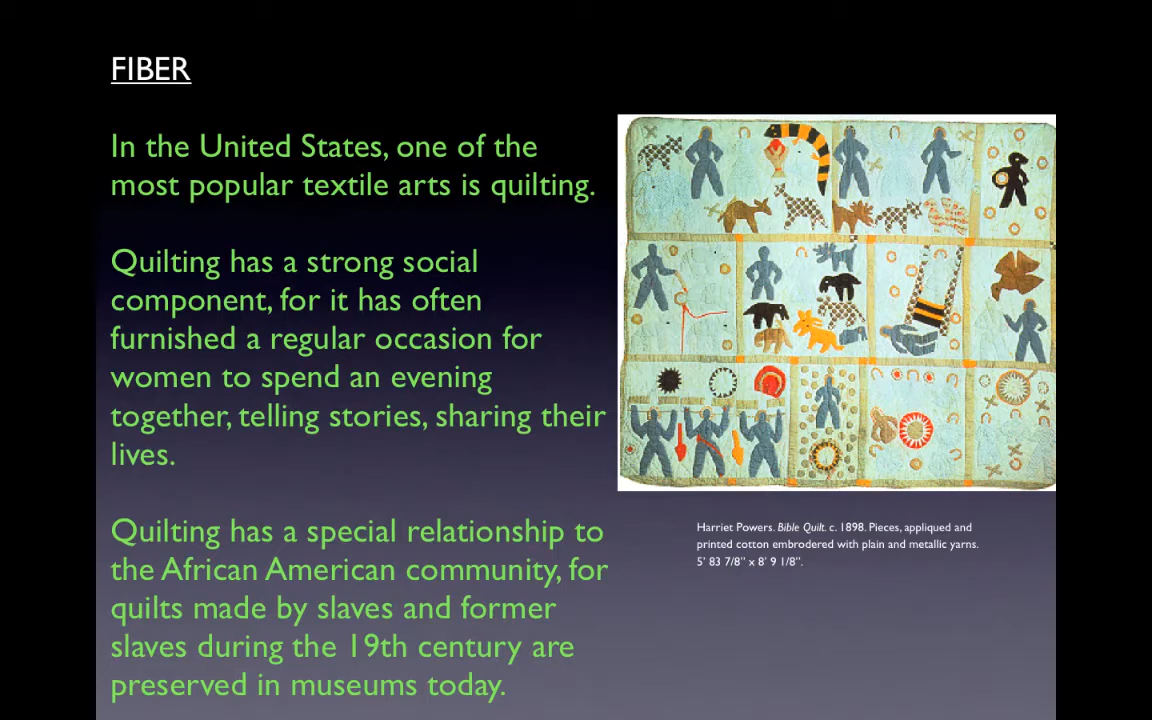 FIBER
In the United States, one of the
most popular textile arts is quilting.
Quilting has a strong social
component, for it has often
furnished a regular occasion for
women to spend an evening
together, telling stories, sharing their
lives.
Quilting has a special relationship to
the African American community, for
quilts made by slaves and former
slaves during the 19th century are
preserved in museums today.
Harriet Powers. Bible Quilt. c. 1898. Pieces, appliqued and
printed cotton embrodered with plain and metallic yarns.
5' 83 7/8" x 8' 9 1/8".